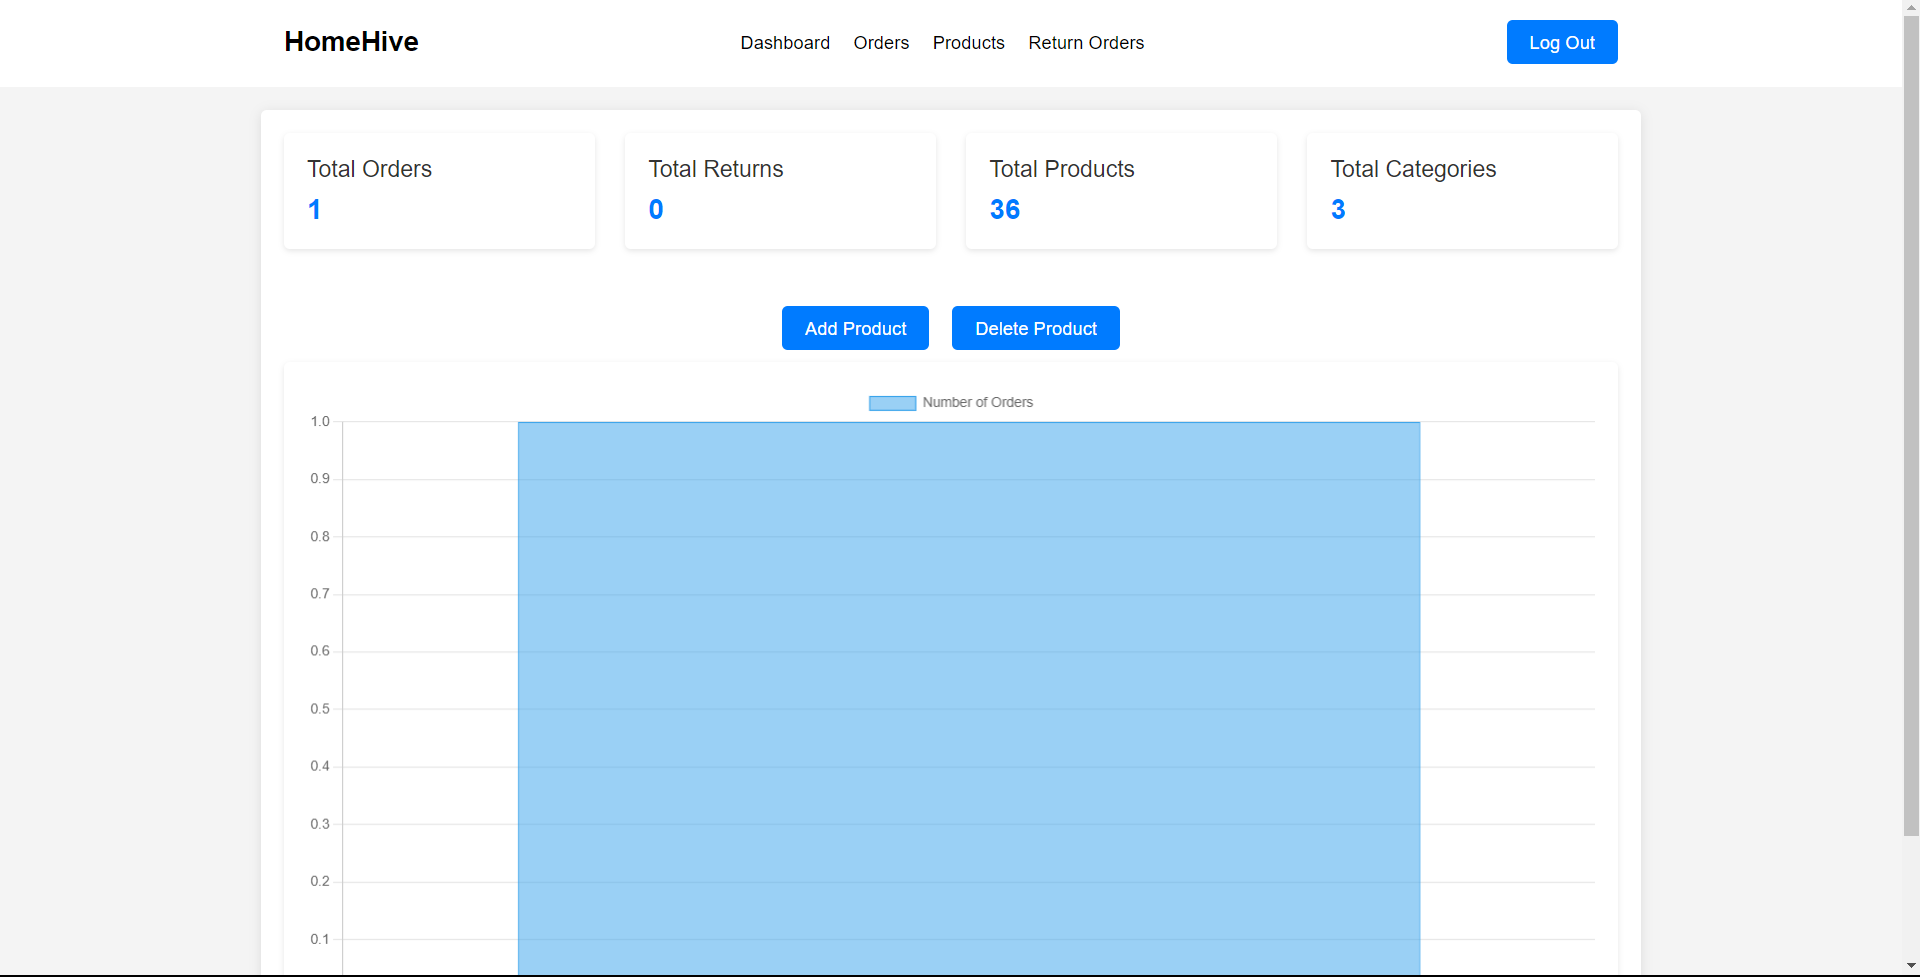 HomeHive
Dashboard Orders Products Return Orders
Log Out
Total Orders
1
Total Returns
0
Total Products
36
Total Categories
3
Add Product
Delete Product
Number of Orders
1.0
0.9
0.8
0.7
0.6
0.5
0.4
0.3
0.2
0.1